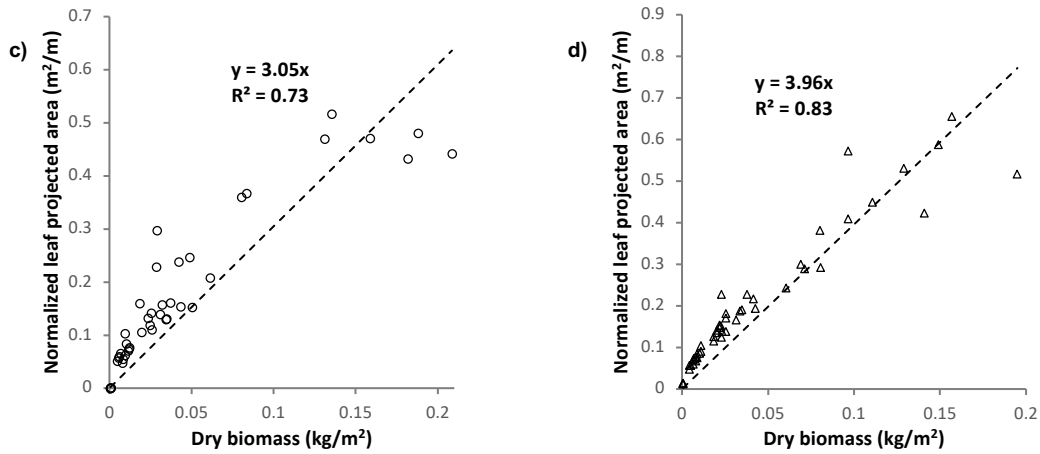 c)
Normalized leaf projected area (m²/m)
0.7
0.6
0.5
0.4
0.3
0.2
0.1
0
y = 3.05x
R² = 0.73
0 0.05 0.1 0.15 0.2
Dry biomass (kg/m²)
d)
Normalized leaf projected area (m²/m)
0.9
0.8
0.7
0.6
0.5
0.4
0.3
0.2
0.1
0
y = 3.96x
R² = 0.83
0 0.05 0.1 0.15 0.2
Dry biomass (kg/m²)